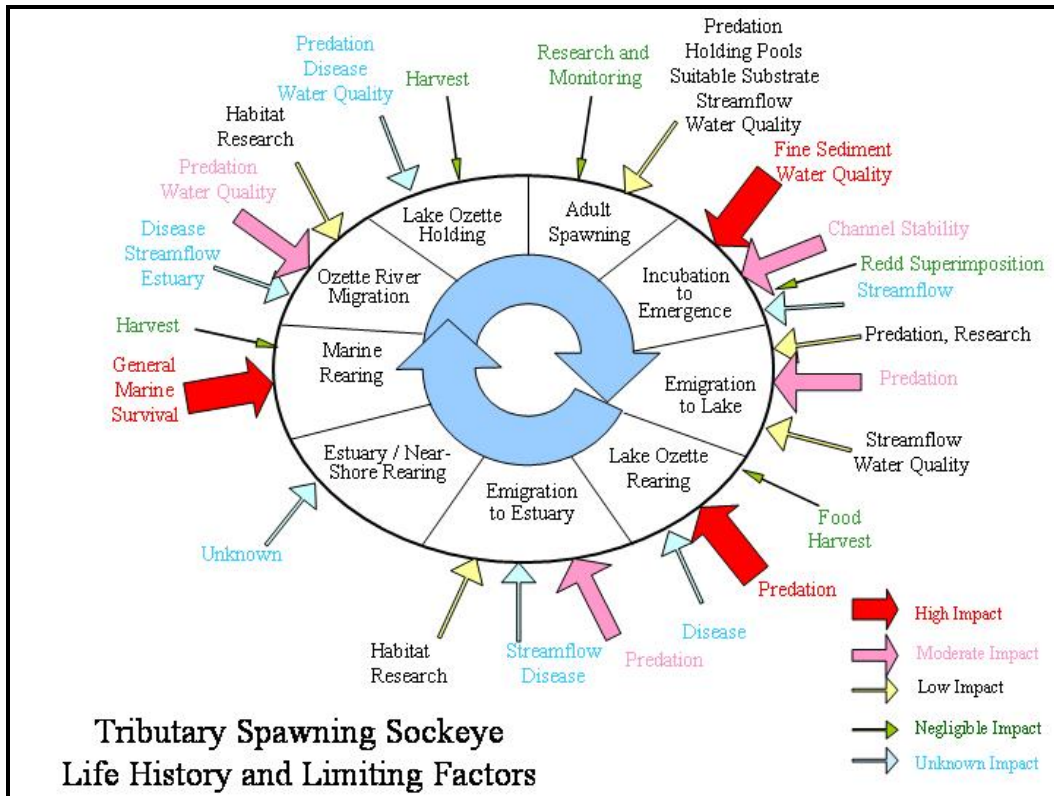 Predation
Disease
Water Quality
Harvest
Research and
Monitoring
Predation
Holding Pools
Suitable Substrate
Streamflow
Water Quality
Habitat
Research
Fine Sediment
Water Quality
Predation
Water Quality
Channel Stability
Disease
Streamflow
Estuary
Redd Superimposition
Streamflow
Harvest
Predation, Research
General
Marine
Survival
Predation
Streamflow
Water Quality
Unknown
Food
Harvest
Predation
Disease
Habitat
Research
Streamflow
Disease
Predation
Lake Ozette
Holding
Adult
Spawning
Incubation
to
Emergence
Emigration
to Lake
Lake Ozette
Rearing
Emigration
to Estuary
Estuary / Near-
Shore Rearing
Marine
Rearing
Ozette River
Migration
High Impact
Moderate Impact
Low Impact
Negligible Impact
Unknown Impact
Tributary Spawning Sockeye
Life History and Limiting Factors